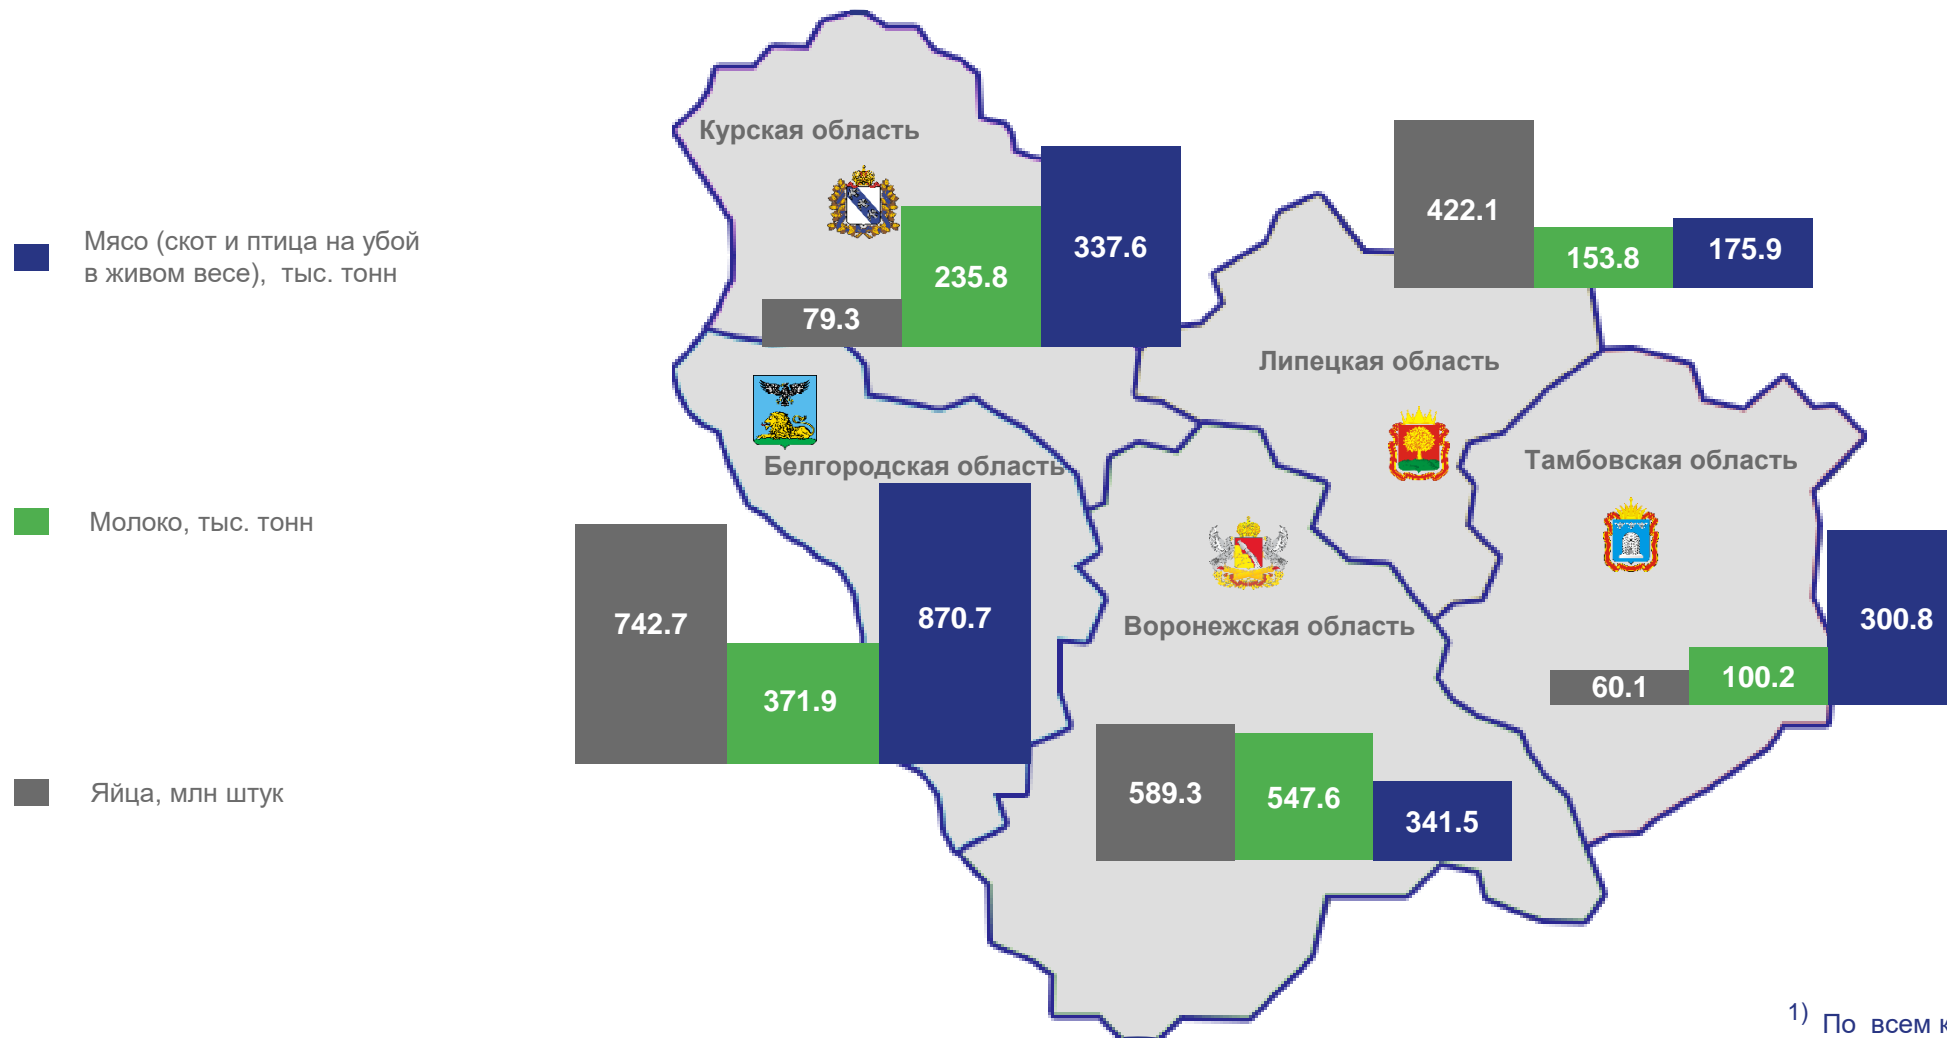 Курская область
422.1
153.8
175.9
337.6
235.8
79.3
Мясо (скот и птица на убой
в живом весе), тыс. тонн
Липецкая область
Белгородская область
Тамбовская область
Молоко, тыс. тонн
742.7
371.9
870.7
Воронежская область
300.8
100.2
60.1
Яйца, млн штук
589.3
547.6
341.5
1) По всем к